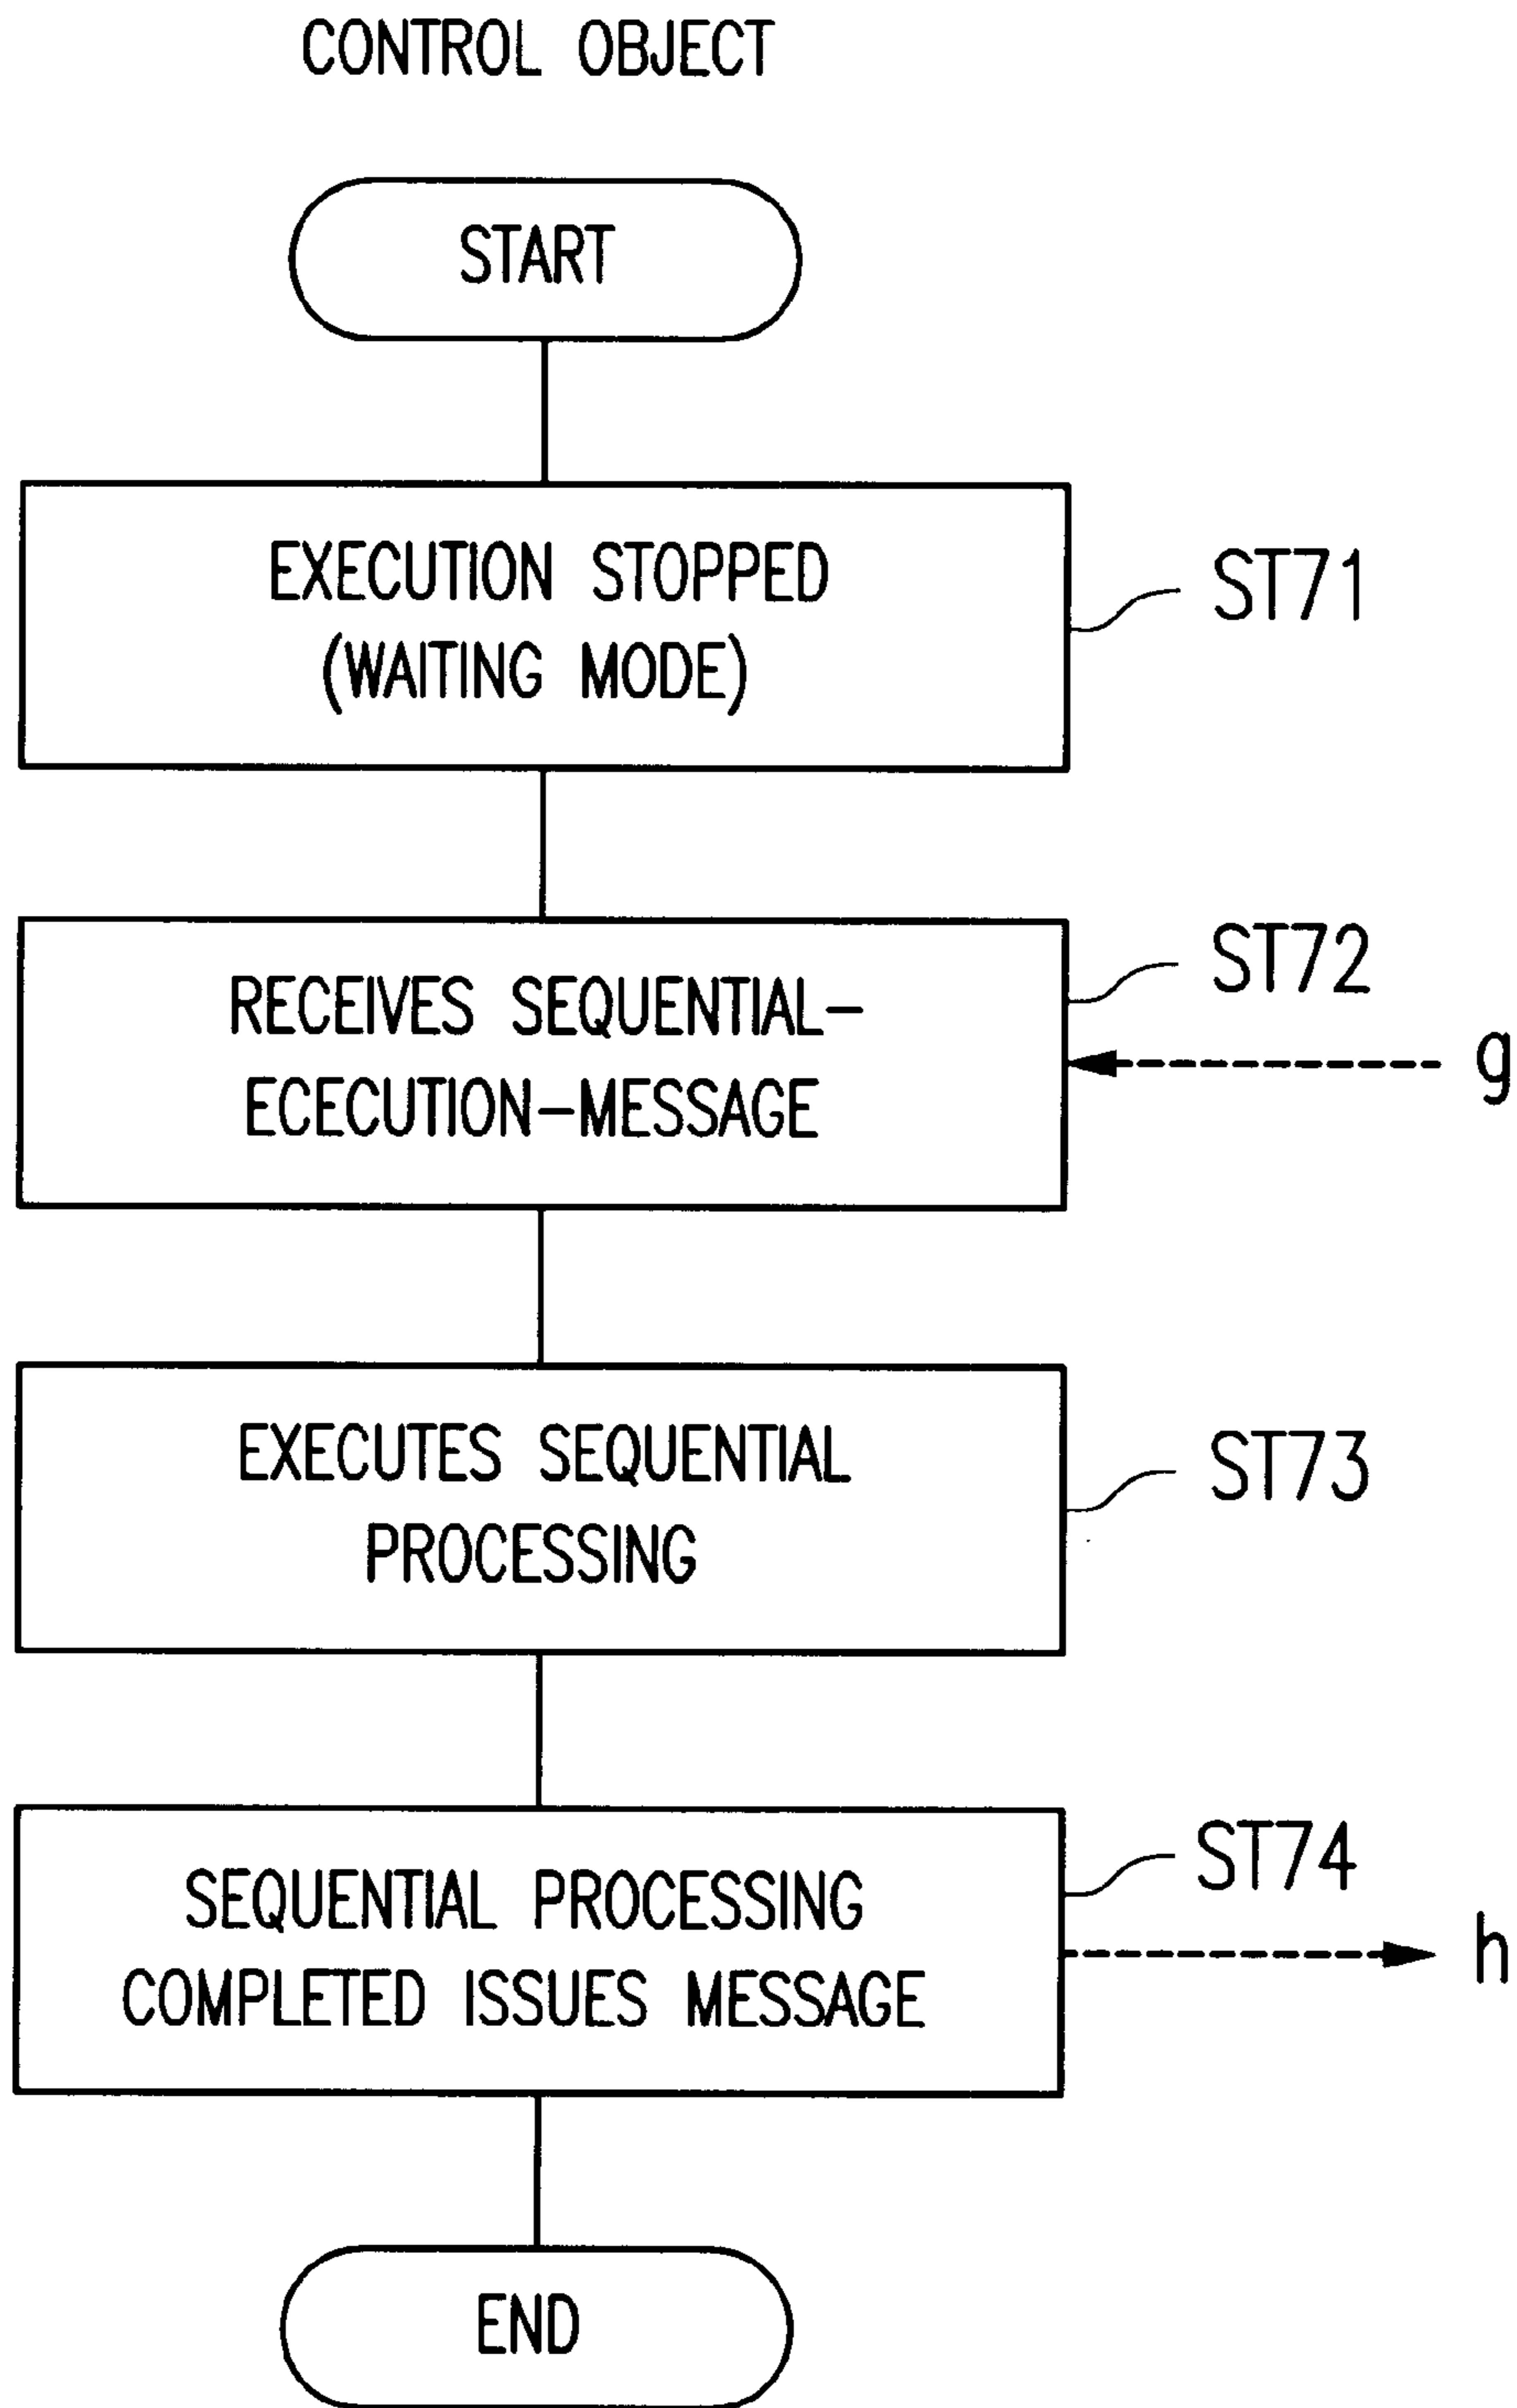 CONTROL OBJECT
START
EXECUTION STOPPED
(WAITING MODE)
ST71
RECEIVES SEQUENTIAL-
ECECUTION-MESSAGE
ST72
g
EXECUTES SEQUENTIAL
PROCESSING
ST73
SEQUENTIAL PROCESSING
COMPLETED ISSUES MESSAGE
ST74
h
END